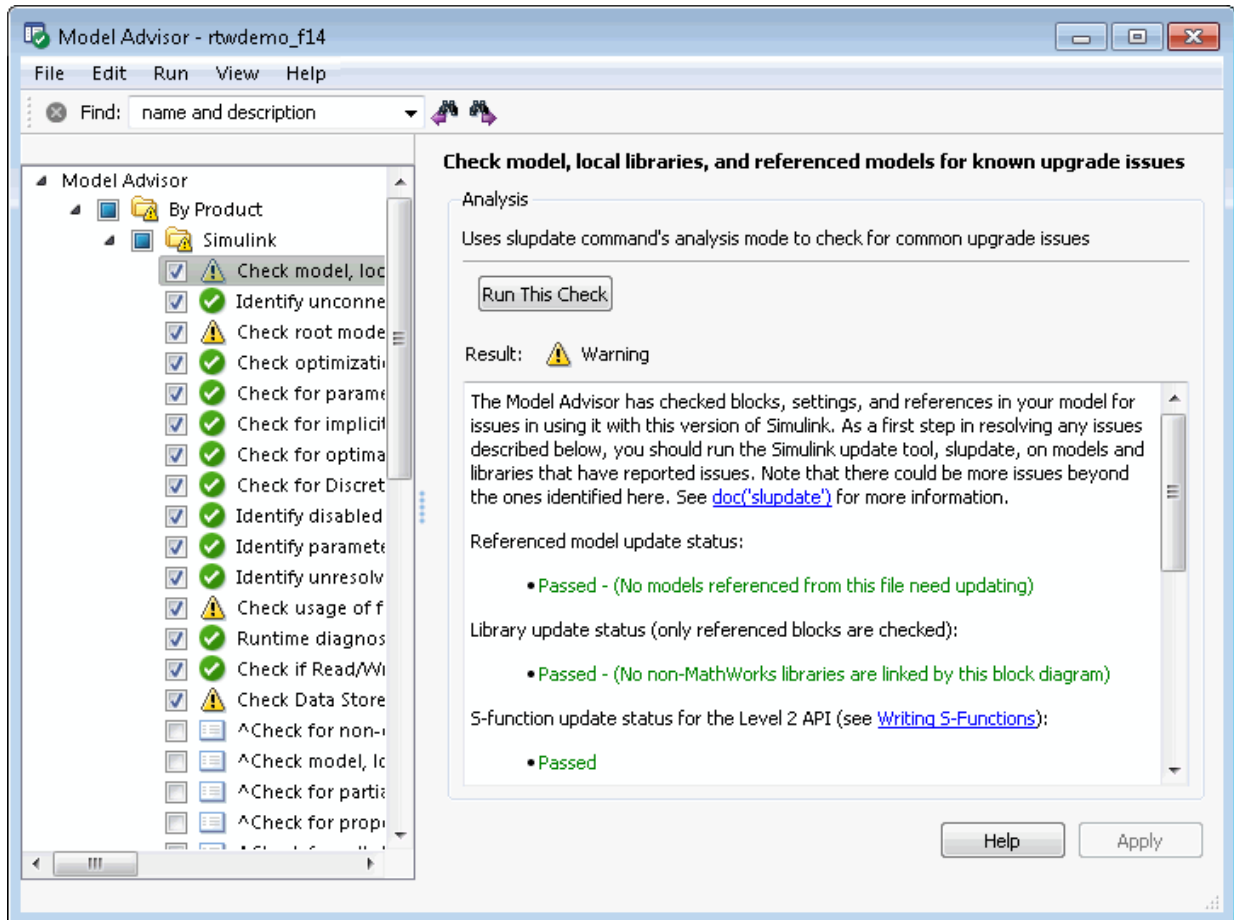 Model Advisor - rtwdemo_f14
File Edit Run View Help
Find: name and description
Model Advisor
By Product
Simulink
Check model, loc
Identify unconne
Check root mode
Check optimizati
Check for parame
Check for implicit
Check for optima
Check for Discret
Identify disabled
Identify paramete
Identify unresolv
Check usage of f
Runtime diagnos
Check if Read/Wr
Check Data Store
^Check for non-
^Check model, lc
^Check for partia
^Check for prop
Check model, local libraries, and referenced models for known upgrade issues
Analysis
Uses slupdate command's analysis mode to check for common upgrade issues
Run This Check
Result: Warning
The Model Advisor has checked blocks, settings, and references in your model for
issues in using it with this version of Simulink. As a first step in resolving any issues
described below, you should run the Simulink update tool, slupdate, on models and
libraries that have reported issues. Note that there could be more issues beyond
the ones identified here. See doc('slupdate') for more information.
Referenced model update status:
•Passed - (No models referenced from this file need updating)
Library update status (only referenced blocks are checked):
•Passed - (No non-MathWorks libraries are linked by this block diagram)
S-function update status for the Level 2 API (see Writing S-Functions):
•Passed
Help Apply